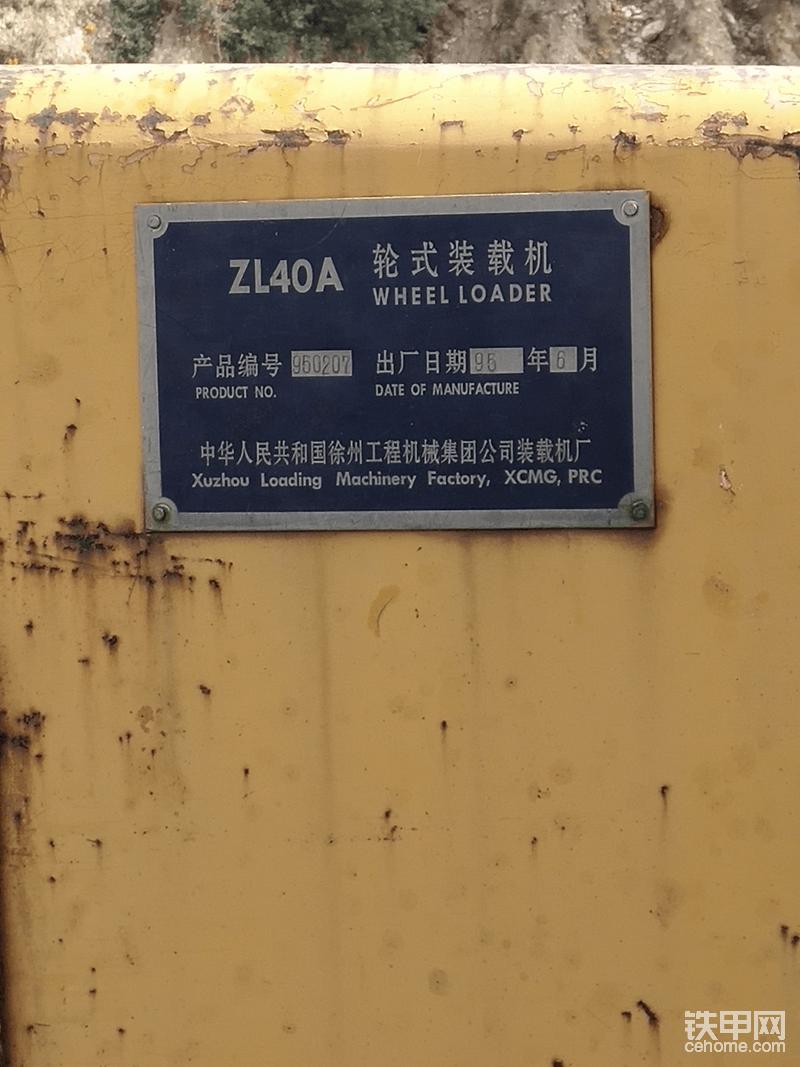 ZL40A 轮式装载机
WHEEL LOADER
产品编号 950207 出厂日期 95 年 6 月
PRODUCT NO. DATE OF MANUFACTURE
中华人民共和国徐州工程机械集团公司装载机厂
Xuzhou Loading Machinery Factory, XCMG, PRC
铁甲网
cehome.com